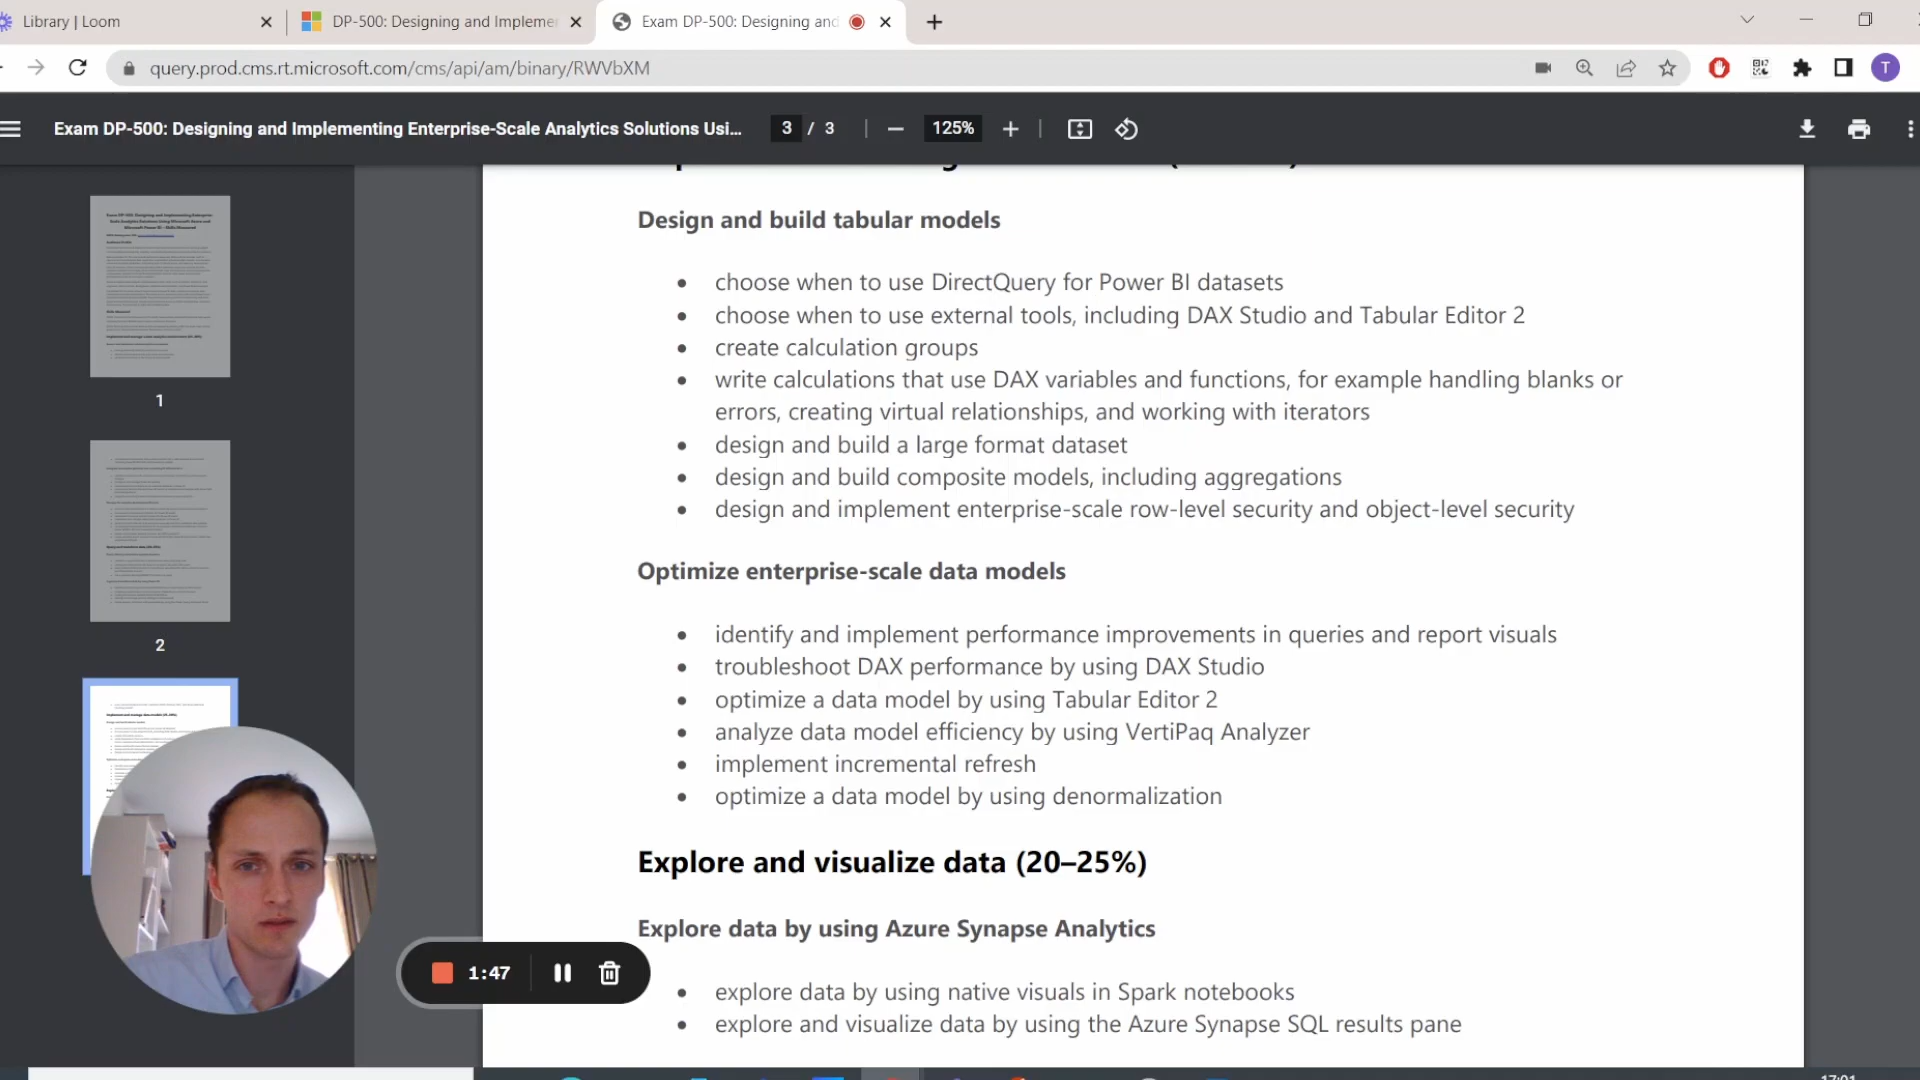 Library | Loom
DP-500: Designing and Implemen
Exam DP-500: Designing and
query.prod.cms.rt.microsoft.com/cms/api/am/binary/RWVbXM
T
Exam DP-500: Designing and Implementing Enterprise-Scale Analytics Solutions Usi...
3 / 3
125%
Design and build tabular models
• choose when to use DirectQuery for Power BI datasets
• choose when to use external tools, including DAX Studio and Tabular Editor 2
• create calculation groups
• write calculations that use DAX variables and functions, for example handling blanks or
errors, creating virtual relationships, and working with iterators
• design and build a large format dataset
• design and build composite models, including aggregations
• design and implement enterprise-scale row-level security and object-level security
Optimize enterprise-scale data models
• identify and implement performance improvements in queries and report visuals
• troubleshoot DAX performance by using DAX Studio
• optimize a data model by using Tabular Editor 2
• analyze data model efficiency by using VertiPaq Analyzer
• implement incremental refresh
• optimize a data model by using denormalization
Explore and visualize data (20–25%)
Explore data by using Azure Synapse Analytics
• explore data by using native visuals in Spark notebooks
• explore and visualize data by using the Azure Synapse SQL results pane
1
2
1:47
17:01